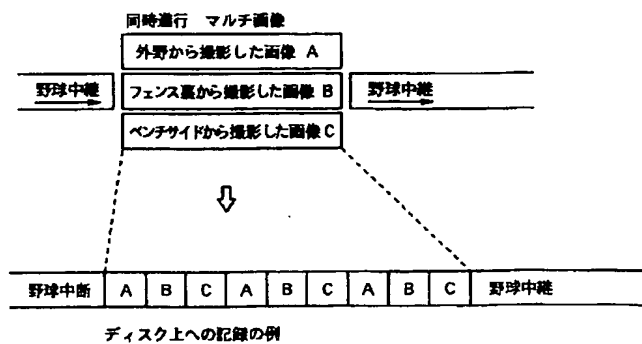 同時進行 マルチ画像
外野から撮影した画像 A
野球中継 フェンス裏から撮影した画像 B 野球中継
ベンチサイドから撮影した画像 C
野球中断 A B C A B C A B C 野球中継
ディスク上への記録の例